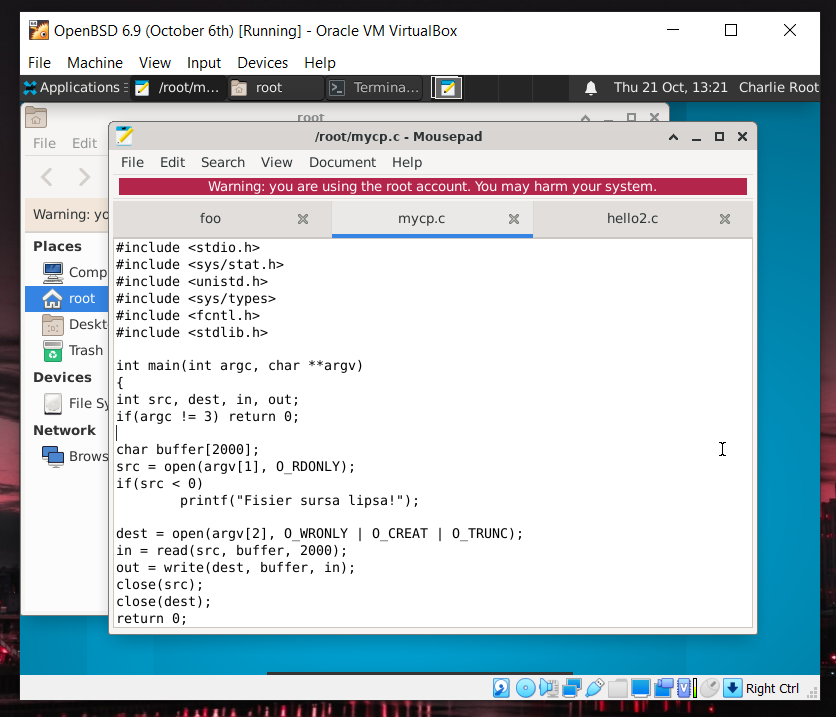 OpenBSD 6.9 (October 6th) [Running] - Oracle VM VirtualBox
File Machine View Input Devices Help
Applications /root/m... root Termina... Thu 21 Oct, 13:21 Charlie Root
root
File Edit
Warning: yo
Places
Comp
root
Deskt
Trash
Devices
File Sy
Network
Brows
/root/mycp.c - Mousepad
File Edit Search View Document Help
Warning: you are using the root account. You may harm your system.
foo mycp.c hello2.c
#include <stdio.h>
#include <sys/stat.h>
#include <unistd.h>
#include <sys/types>
#include <fcntl.h>
#include <stdlib.h>
int main(int argc, char **argv)
{
int src, dest, in, out;
if(argc != 3) return 0;
char buffer[2000];
src = open(argv[1], O_RDONLY);
if(src < 0)
printf("Fisier sursa lipsa!");
dest = open(argv[2], O_WRONLY | O_CREAT | O_TRUNC);
in = read(src, buffer, 2000);
out = write(dest, buffer, in);
close(src);
close(dest);
return 0;
Right Ctrl